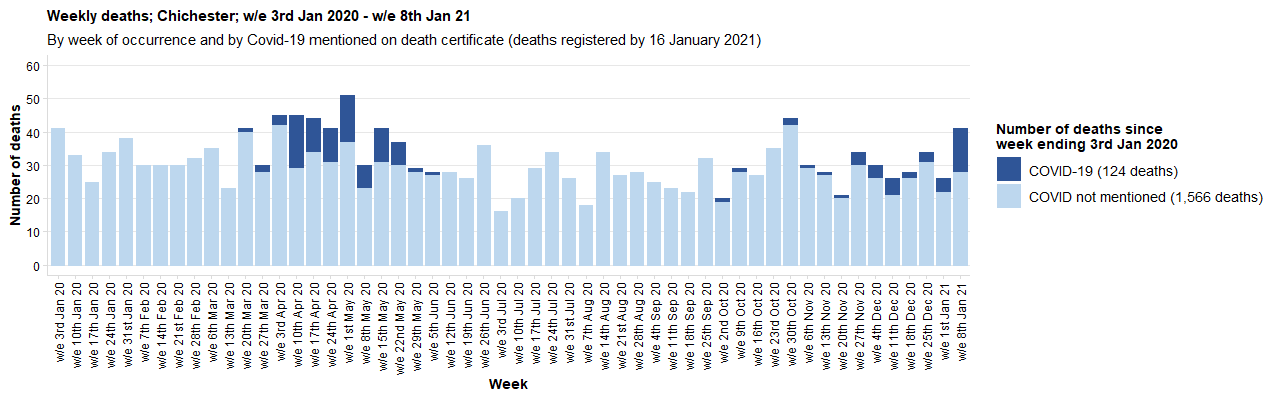 Weekly deaths; Chichester; w/e 3rd Jan 2020 - w/e 8th Jan 21
By week of occurrence and by Covid-19 mentioned on death certificate (deaths registered by 16 January 2021)
Number of deaths
60
50
40
30
20
10
0
w/e 3rd Jan 20
w/e 10th Jan 20
w/e 17th Jan 20
w/e 24th Jan 20
w/e 31st Jan 20
w/e 7th Feb 20
w/e 14th Feb 20
w/e 21st Feb 20
w/e 28th Feb 20
w/e 6th Mar 20
w/e 13th Mar 20
w/e 20th Mar 20
w/e 27th Mar 20
w/e 3rd Apr 20
w/e 10th Apr 20
w/e 17th Apr 20
w/e 24th Apr 20
w/e 1st May 20
w/e 8th May 20
w/e 15th May 20
w/e 22nd May 20
w/e 29th May 20
w/e 5th Jun 20
w/e 12th Jun 20
w/e 19th Jun 20
w/e 26th Jun 20
w/e 3rd Jul 20
w/e 10th Jul 20
w/e 17th Jul 20
w/e 24th Jul 20
w/e 31st Jul 20
w/e 7th Aug 20
w/e 14th Aug 20
w/e 21st Aug 20
w/e 28th Aug 20
w/e 4th Sep 20
w/e 11th Sep 20
w/e 18th Sep 20
w/e 25th Sep 20
w/e 2nd Oct 20
w/e 9th Oct 20
w/e 16th Oct 20
w/e 23rd Oct 20
w/e 30th Oct 20
w/e 6th Nov 20
w/e 13th Nov 20
w/e 20th Nov 20
w/e 27th Nov 20
w/e 4th Dec 20
w/e 11th Dec 20
w/e 18th Dec 20
w/e 25th Dec 20
w/e 1st Jan 21
w/e 8th Jan 21
Week
Number of deaths since
week ending 3rd Jan 2020
COVID-19 (124 deaths)
COVID not mentioned (1,566 deaths)